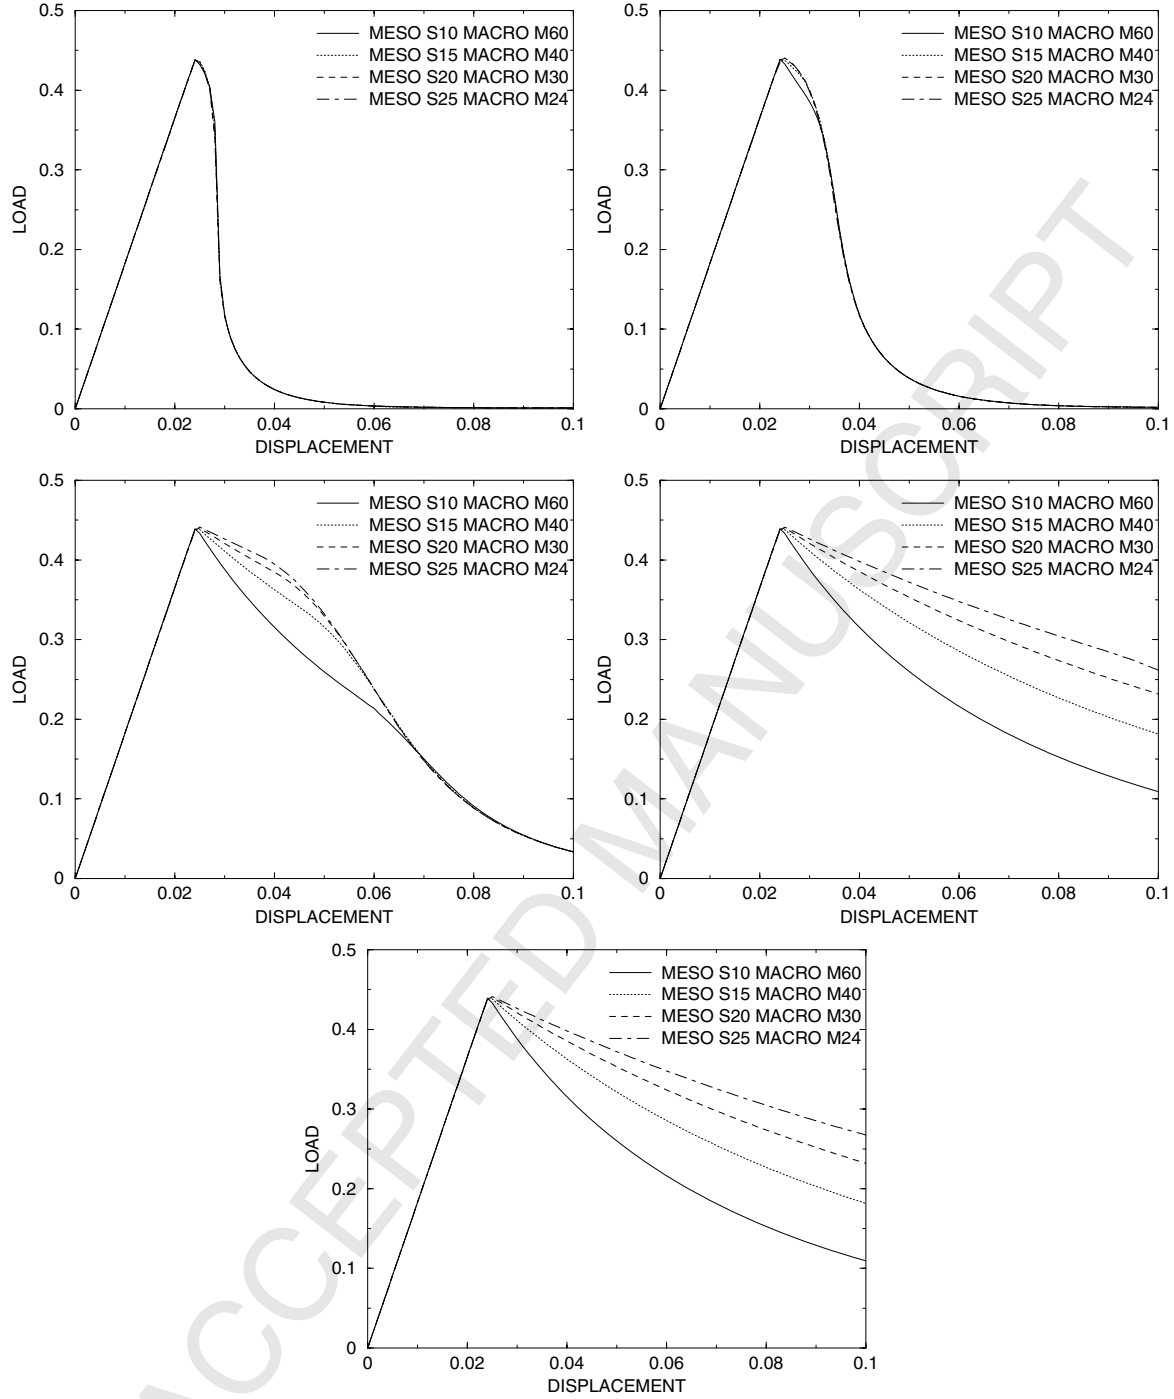 0.5
MESO S10 MACRO M60
MESO S15 MACRO M40
MESO S20 MACRO M30
MESO S25 MACRO M24
0.4
0.3
LOAD
0.2
0.1
0
0 0.02 0.04 0.06 0.08 0.1
DISPLACEMENT
0.5
MESO S10 MACRO M60
MESO S15 MACRO M40
MESO S20 MACRO M30
MESO S25 MACRO M24
0.4
0.3
LOAD
0.2
0.1
0
0 0.02 0.04 0.06 0.08 0.1
DISPLACEMENT
0.5
MESO S10 MACRO M60
MESO S15 MACRO M40
MESO S20 MACRO M30
MESO S25 MACRO M24
0.4
0.3
LOAD
0.2
0.1
0
0 0.02 0.04 0.06 0.08 0.1
DISPLACEMENT
0.5
MESO S10 MACRO M60
MESO S15 MACRO M40
MESO S20 MACRO M30
MESO S25 MACRO M24
0.4
0.3
LOAD
0.2
0.1
0
0 0.02 0.04 0.06 0.08 0.1
DISPLACEMENT
0.5
MESO S10 MACRO M60
MESO S15 MACRO M40
MESO S20 MACRO M30
MESO S25 MACRO M24
0.4
0.3
LOAD
0.2
0.1
0
0 0.02 0.04 0.06 0.08 0.1
DISPLACEMENT
ACCEPTED MANUSCRIPT